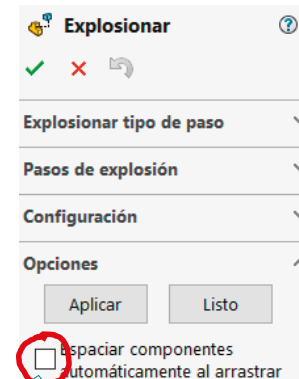 Explosionar
Explosionar tipo de paso
Pasos de explosión
Configuración
Opciones
Aplicar Listo
Espaciar componentes
automáticamente al arrastrar